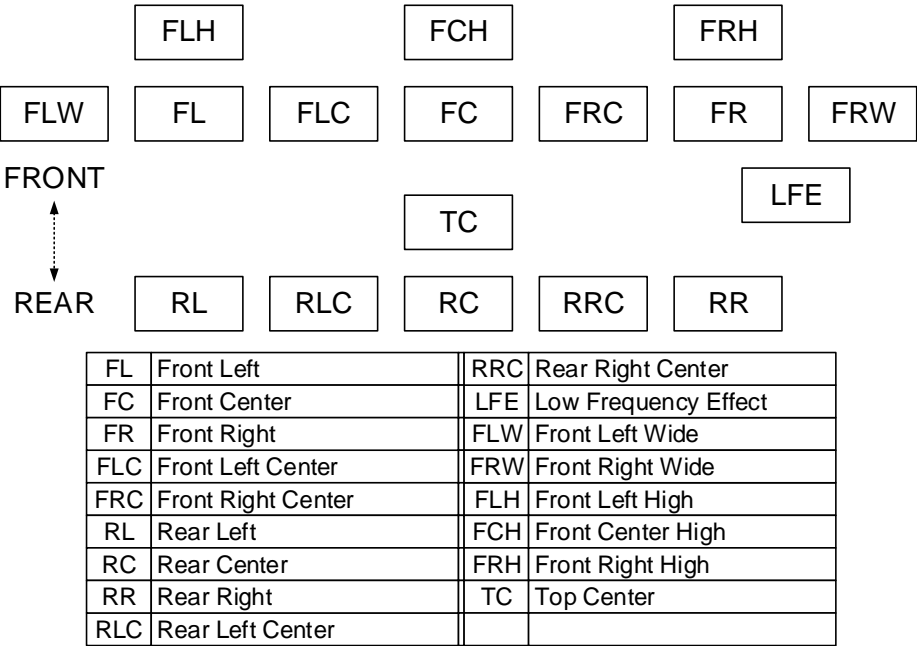 FLH FCH FRH
FLW FL FLC FC FRC FR FRW
FRONT
LFE
TC
REAR RL RLC RC RRC RR
FL Front Left RRC Rear Right Center
FC Front Center LFE Low Frequency Effect
FR Front Right FLW Front Left Wide
FLC Front Left Center FRW Front Right Wide
FRC Front Right Center FLH Front Left High
RL Rear Left FCH Front Center High
RC Rear Center FRH Front Right High
RR Rear Right TC Top Center
RLC Rear Left Center